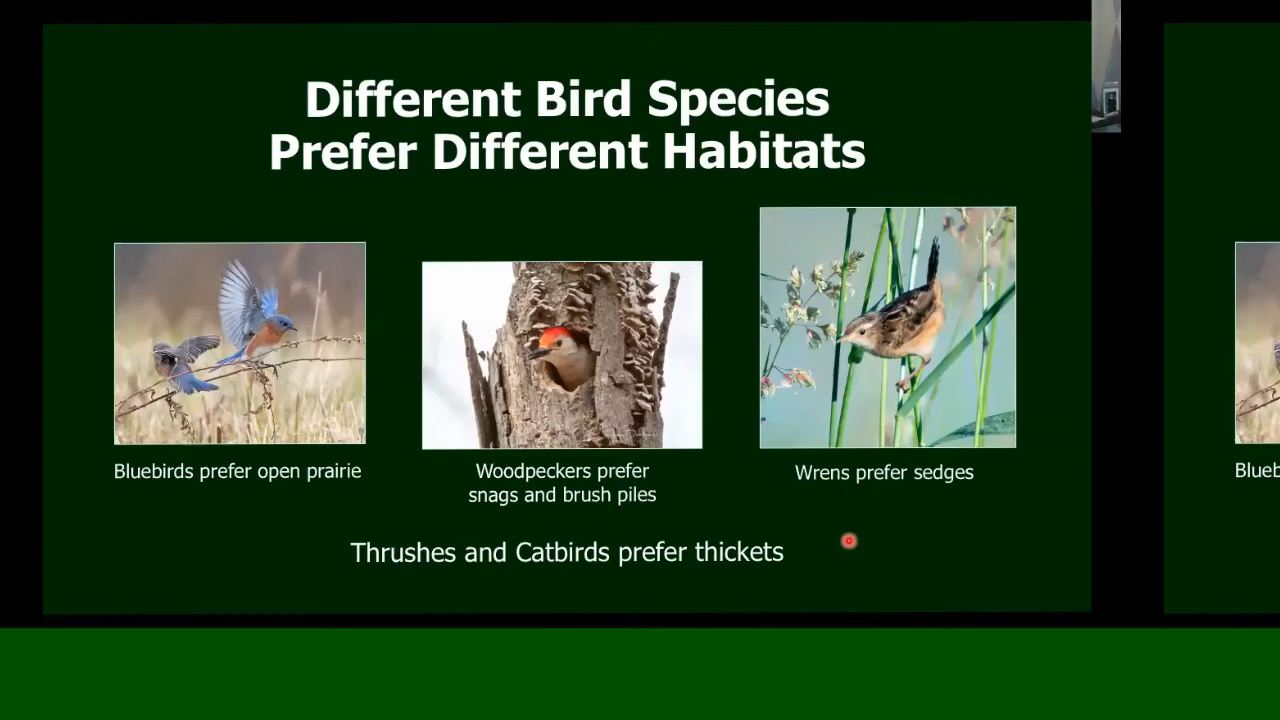 Different Bird Species
Prefer Different Habitats
Bluebirds prefer open prairie
Woodpeckers prefer
snags and brush piles
Wrens prefer sedges
Thrushes and Catbirds prefer thickets
Blueb